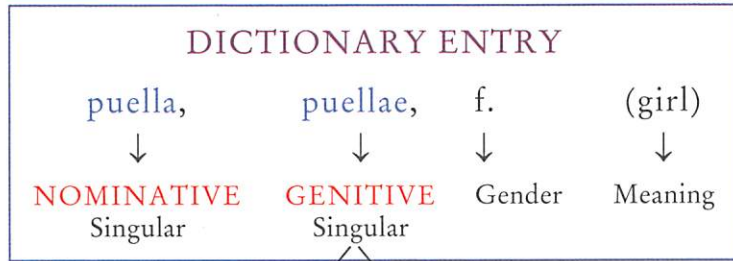 DICTIONARY ENTRY
puella, puellae, f. (girl)
↓ ↓ ↓ ↓
NOMINATIVE GENITIVE Gender Meaning
Singular Singular